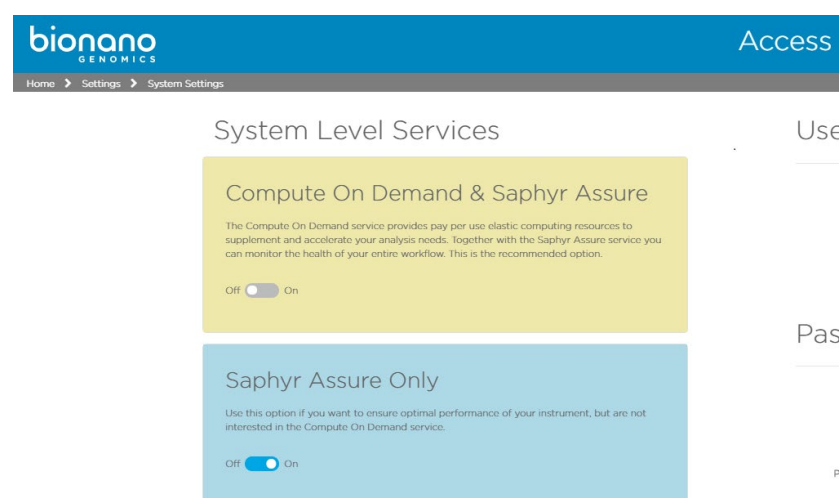 bionano
GENOMICS
Access
Home > Settings > System Settings
System Level Services
Use
Compute On Demand & Saphyr Assure
The Compute On Demand service provides pay per use elastic computing resources to
supplement and accelerate your analysis needs. Together with the Saphyr Assure service you
can monitor the health of your entire workflow. This is the recommended option.
Off On
Pas
Saphyr Assure Only
Use this option if you want to ensure optimal performance of your instrument, but are not
interested in the Compute On Demand service.
Off On
P